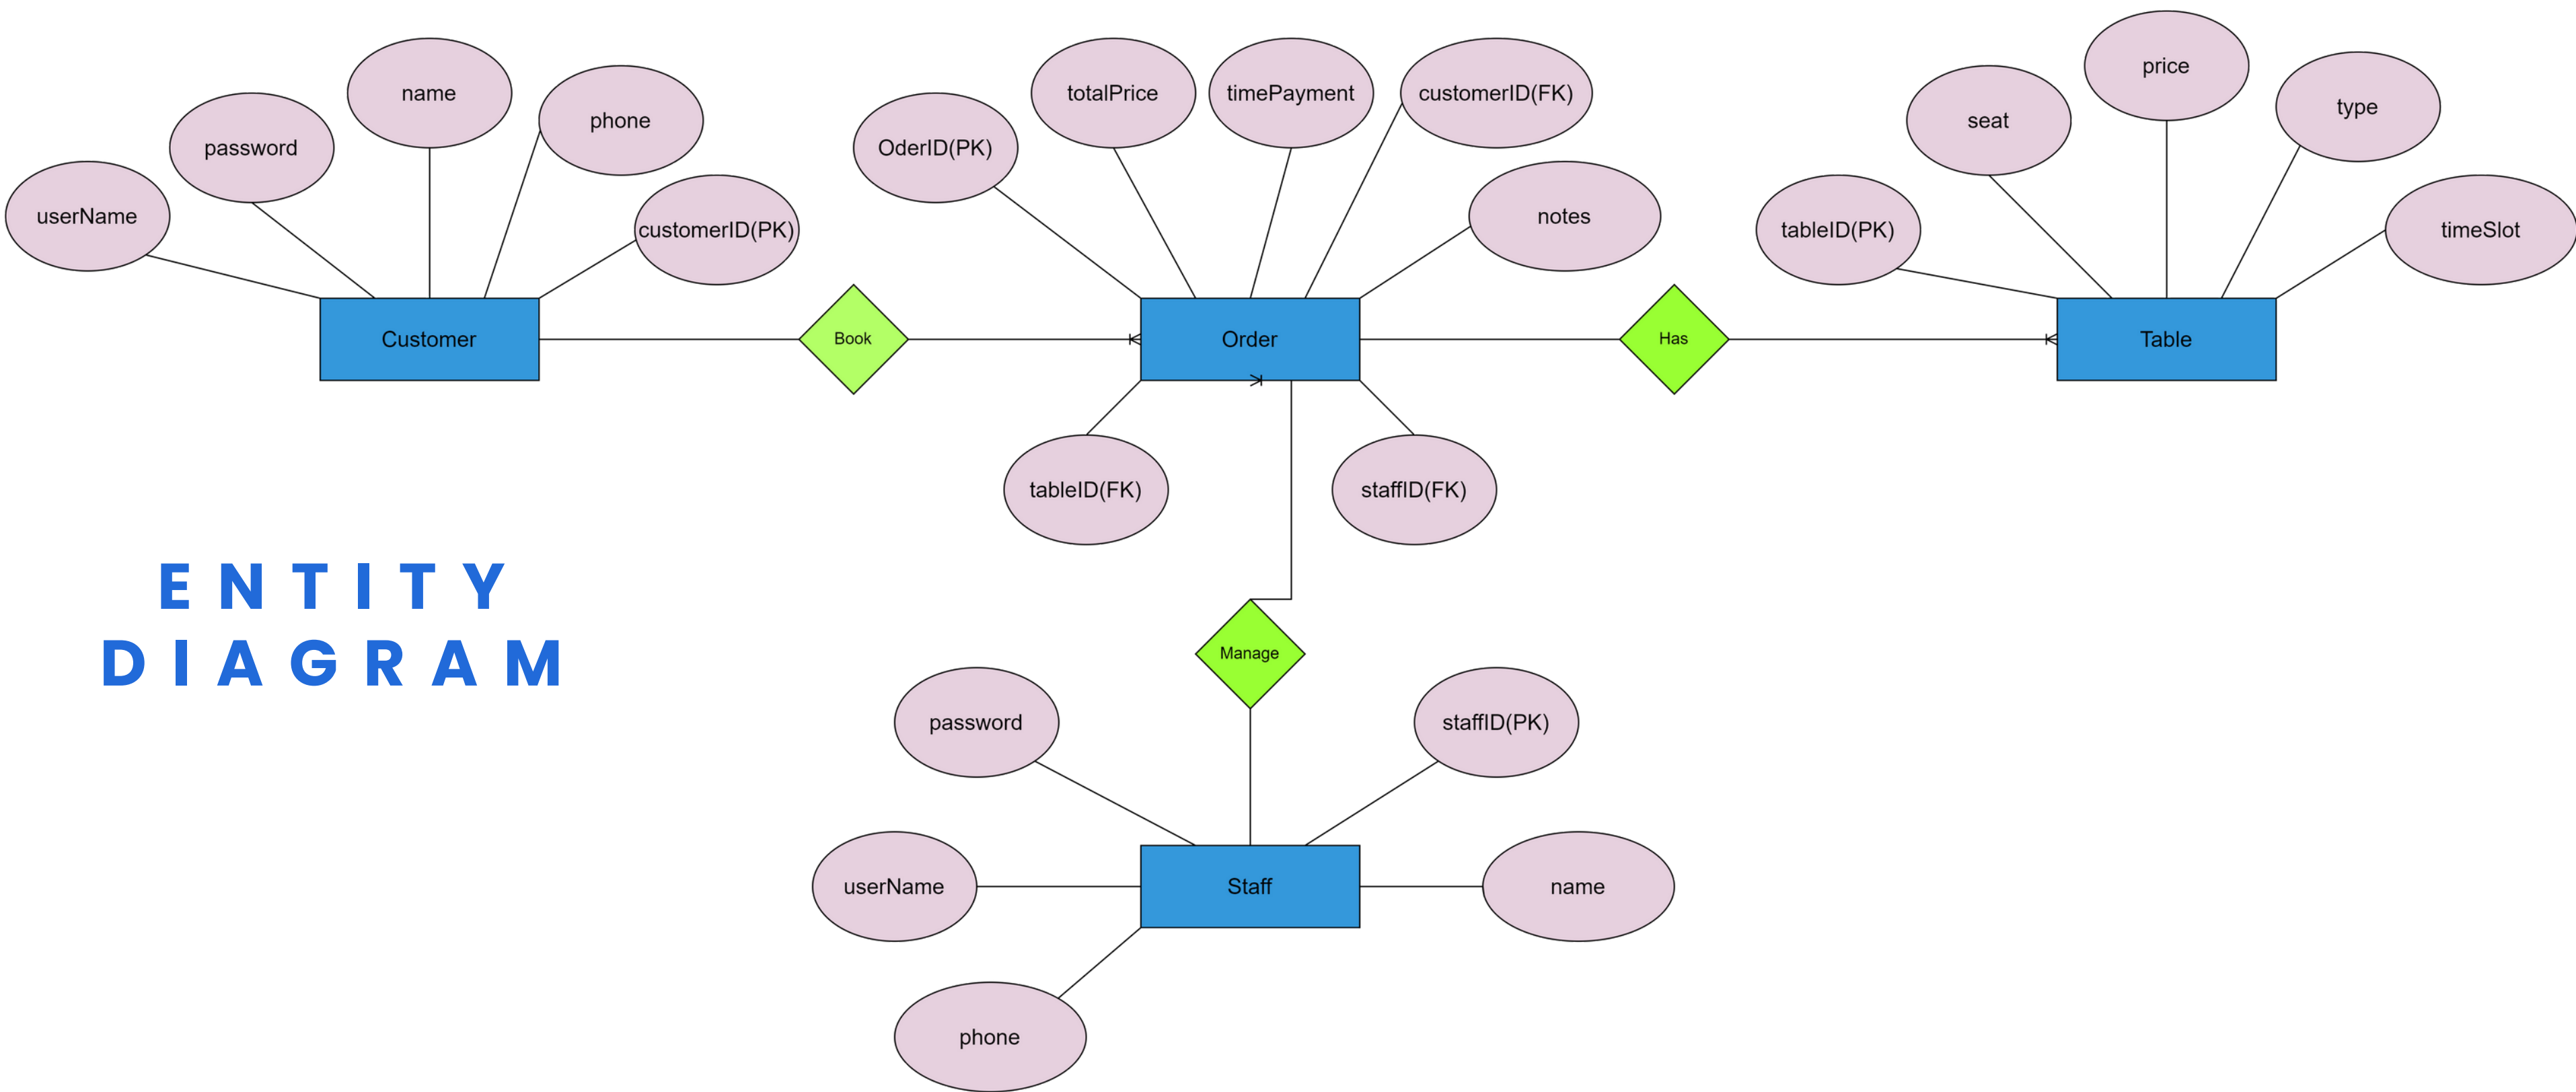 price
name
totalPrice
timePayment
customerID(FK)
type
phone
seat
password
OderID(PK)
userName
notes
customerID(PK)
tableID(PK)
timeSlot
Customer
Book
Order
Has
Table
tableID(FK)
staffID(FK)
ENTITY
DIAGRAM
Manage
password
staffID(PK)
userName
Staff
name
phone